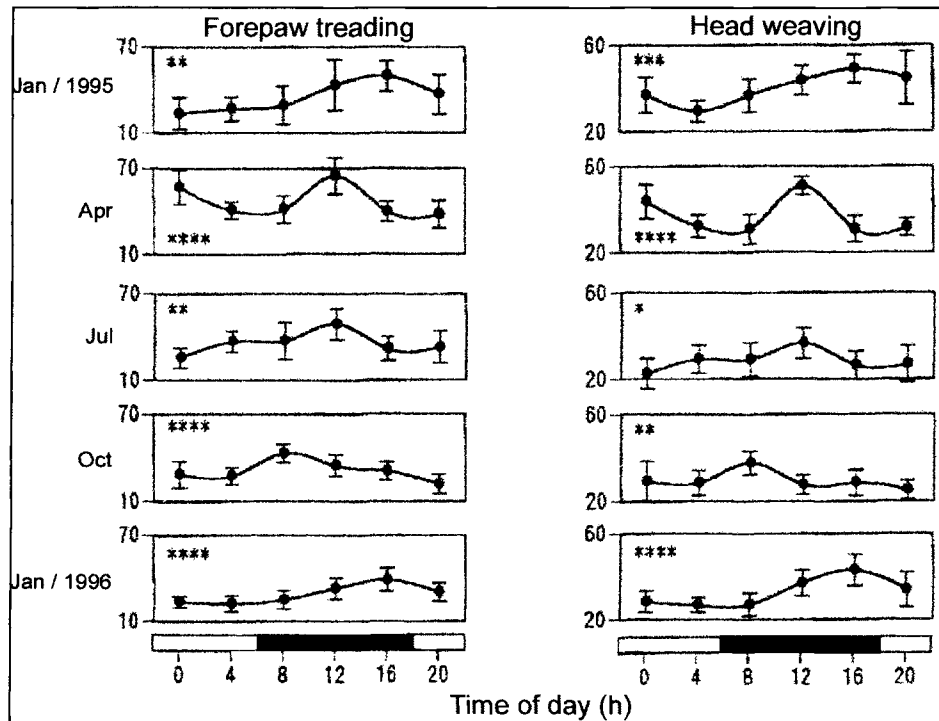 Forepaw treading Head weaving
Jan / 1995 70 ** 10 60 *** 20
Apr 70 **** 10 60 **** 20
Jul 70 ** 10 60 * 20
Oct 70 **** 10 60 ** 20
Jan / 1996 70 **** 10 60 **** 20
0 4 8 12 16 20 0 4 8 12 16 20
Time of day (h)